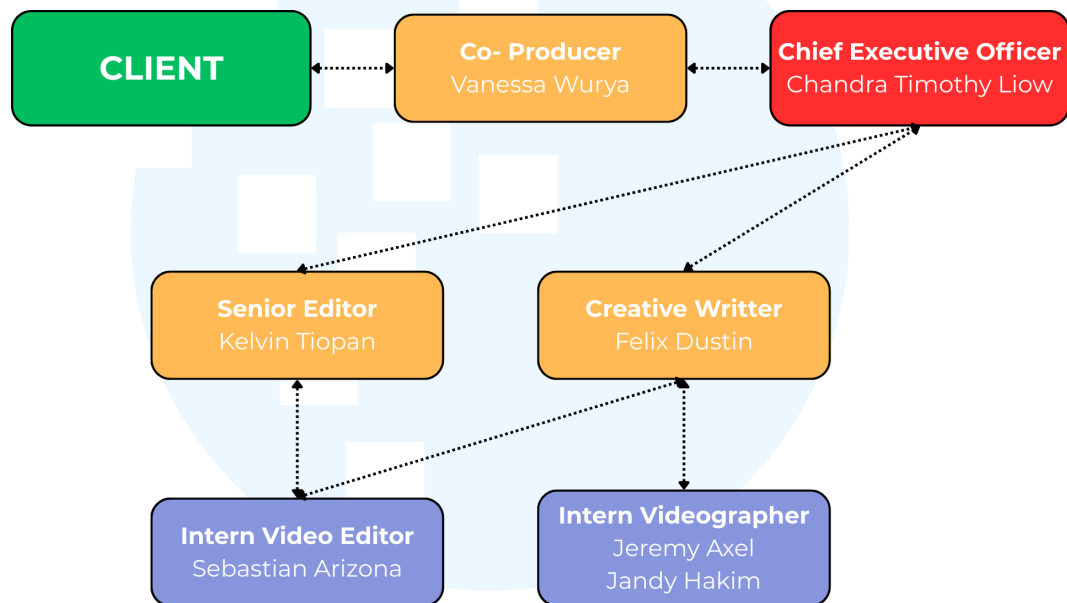 CLIENT
Co- Producer
Vanessa Wurya
Chief Executive Officer
Chandra Timothy Liow
Senior Editor
Kelvin Tiopan
Creative Writter
Felix Dustin
Intern Video Editor
Sebastian Arizona
Intern Videographer
Jeremy Axel
Jandy Hakim